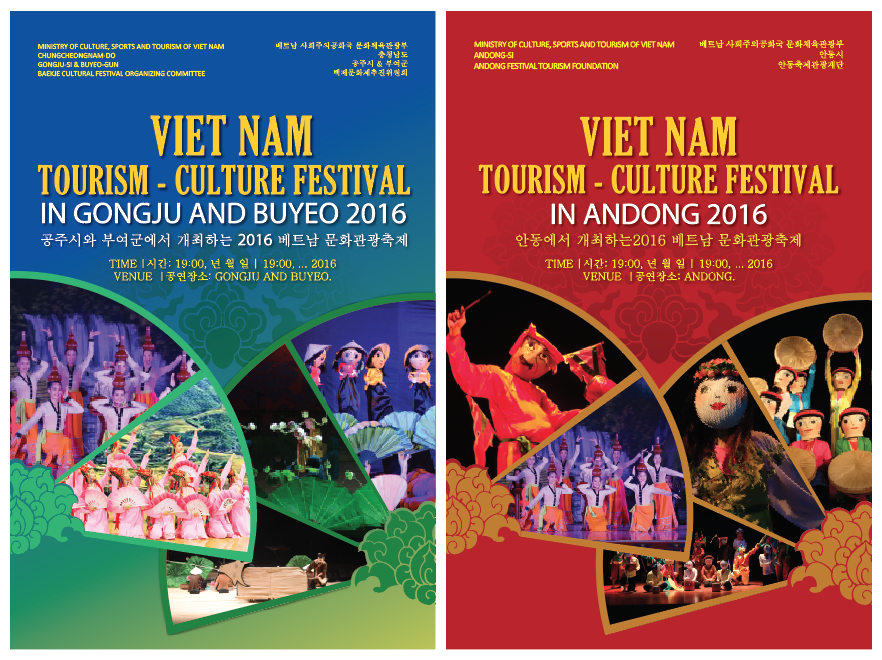 MINISTRY OF CULTURE, SPORTS AND TOURISM OF VIET NAM
CHUNGCHEONGNAM-DO
GONGJU-SI & BUYEO-GUN
BAEKJE CULTURAL FESTIVAL ORGANIZING COMMITTEE
베트남 사회주의공화국 문화체육관광부
충청남도
공주시 & 부여군
백제문화제추진위원회
VIET NAM
TOURISM - CULTURE FESTIVAL
IN GONGJU AND BUYEO 2016
공주시와 부여군에서 개최하는 2016 베트남 문화관광축제
TIME |시간: 19:00, 년 월 일 | 19:00, ... 2016
VENUE |공연장소: GONGJU AND BUYEO.
MINISTRY OF CULTURE, SPORTS AND TOURISM OF VIET NAM
ANDONG-SI
ANDONG FESTIVAL TOURISM FOUNDATION
베트남 사회주의공화국 문화체육관광부
안동시
안동축제관광재단
VIET NAM
TOURISM - CULTURE FESTIVAL
IN ANDONG 2016
안동에서 개최하는2016 베트남 문화관광축제
TIME |시간: 19:00, 년 월 일 | 19:00, ... 2016
VENUE |공연장소: ANDONG.